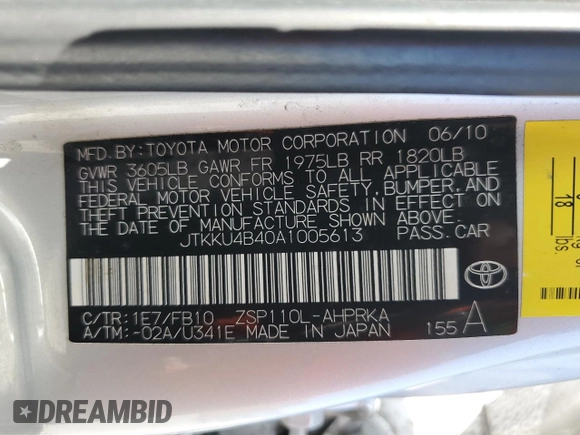 MFD.BY:TOYOTA MOTOR CORPORATION 06/10
GVWR 3605LB GAWR FR 1975LB RR 1820LB
THIS VEHICLE CONFORMS TO ALL APPLICABLE
FEDERAL MOTOR VEHICLE SAFETY,BUMPER,AND
THEFT PREVENTION STANDARDS IN EFFECT ON
THE DATE OF MANUFACTURE SHOWN ABOVE.
JTKKU4B40A1005613 PASS.CAR
C/TR:1E7/FB10 ZSP110L-AHPRKA
A/TM:-02A/U341E MADE IN JAPAN 155 A
18
lbs.
DREAMBID